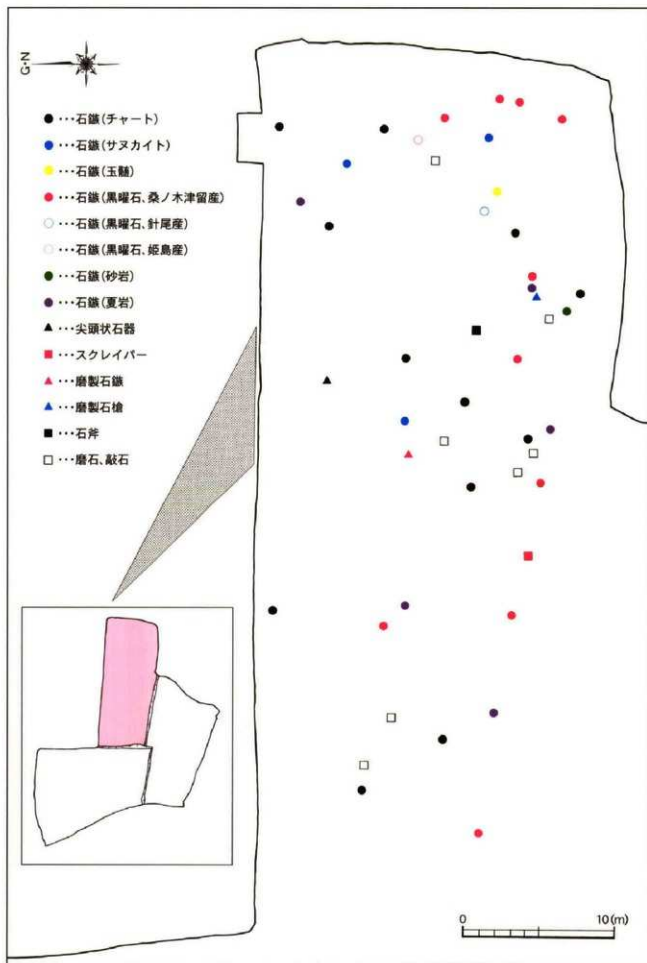 G·N
●…石鏃(チャート)
●…石鏃(サヌカイト)
●…石鏃(玉髄)
●…石鏃(黒曜石、桑ノ木津留産)
○…石鏃(黒曜石、針尾産)
○…石鏃(黒曜石、姫島産)
●…石鏃(砂岩)
●…石鏃(夏岩)
▲…尖頭状石器
■…スクレイパー
▲…磨製石鏃
▲…磨製石槍
■…石斧
□…磨石、敲石
0 10(m)